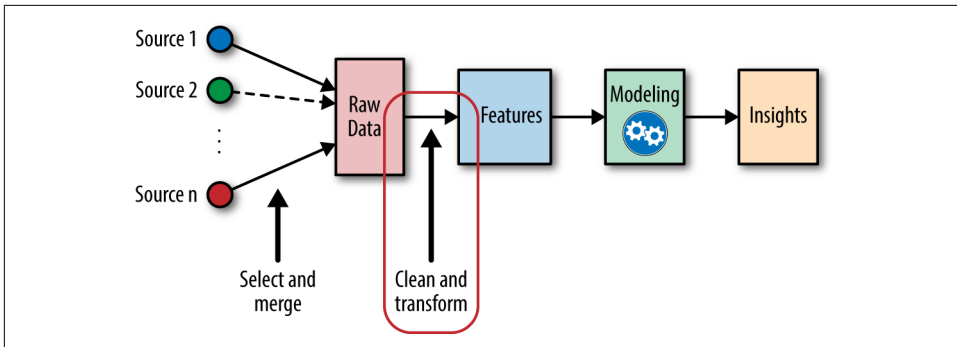 Source 1
Source 2
⋮
Source n
Raw
Data
Features
Modeling
Insights
Select and
merge
Clean and
transform